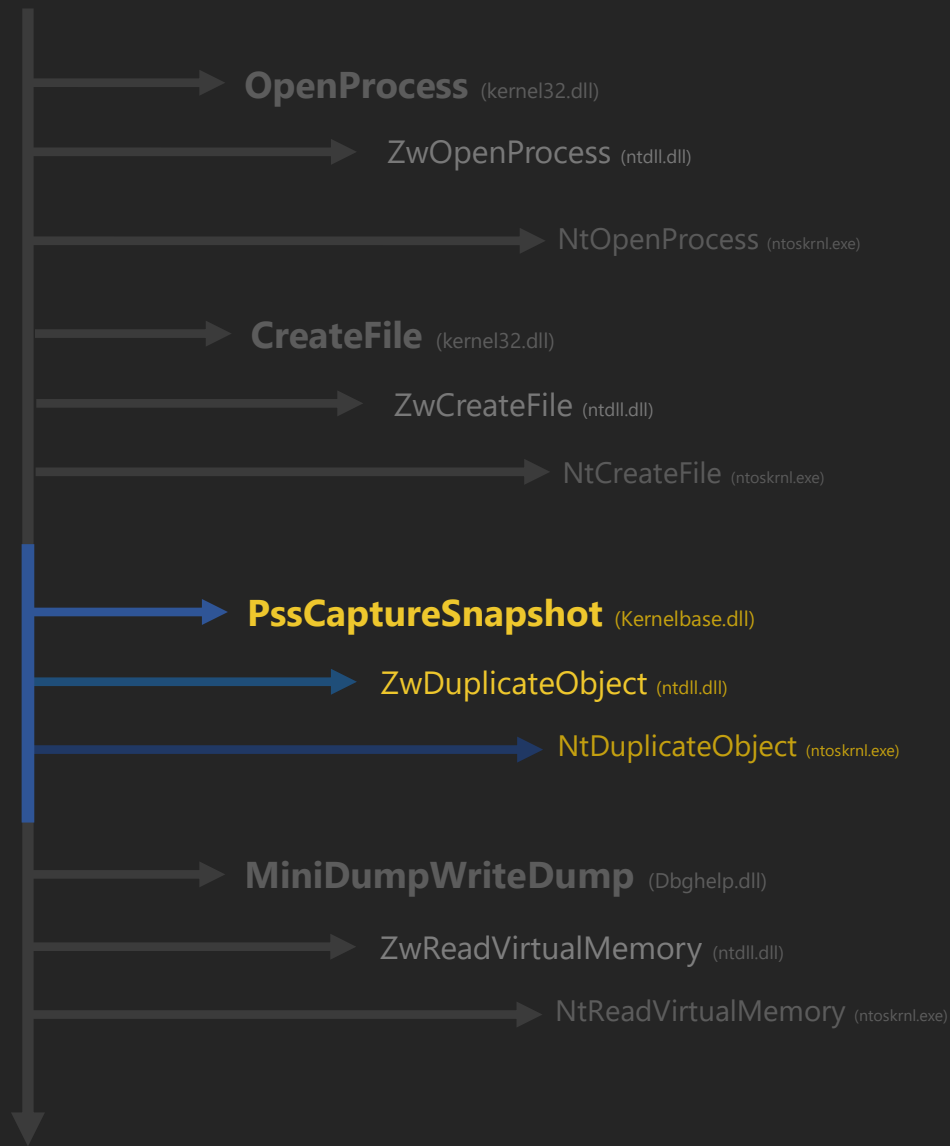 OpenProcess (kernel32.dll)
ZwOpenProcess (ntdll.dll)
NtOpenProcess (ntoskrnl.exe)
CreateFile (kernel32.dll)
ZwCreateFile (ntdll.dll)
NtCreateFile (ntoskrnl.exe)
PssCaptureSnapshot (Kernelbase.dll)
ZwDuplicateObject (ntdll.dll)
NtDuplicateObject (ntoskrnl.exe)
MiniDumpWriteDump (Dbghelp.dll)
ZwReadVirtualMemory (ntdll.dll)
NtReadVirtualMemory (ntoskrnl.exe)